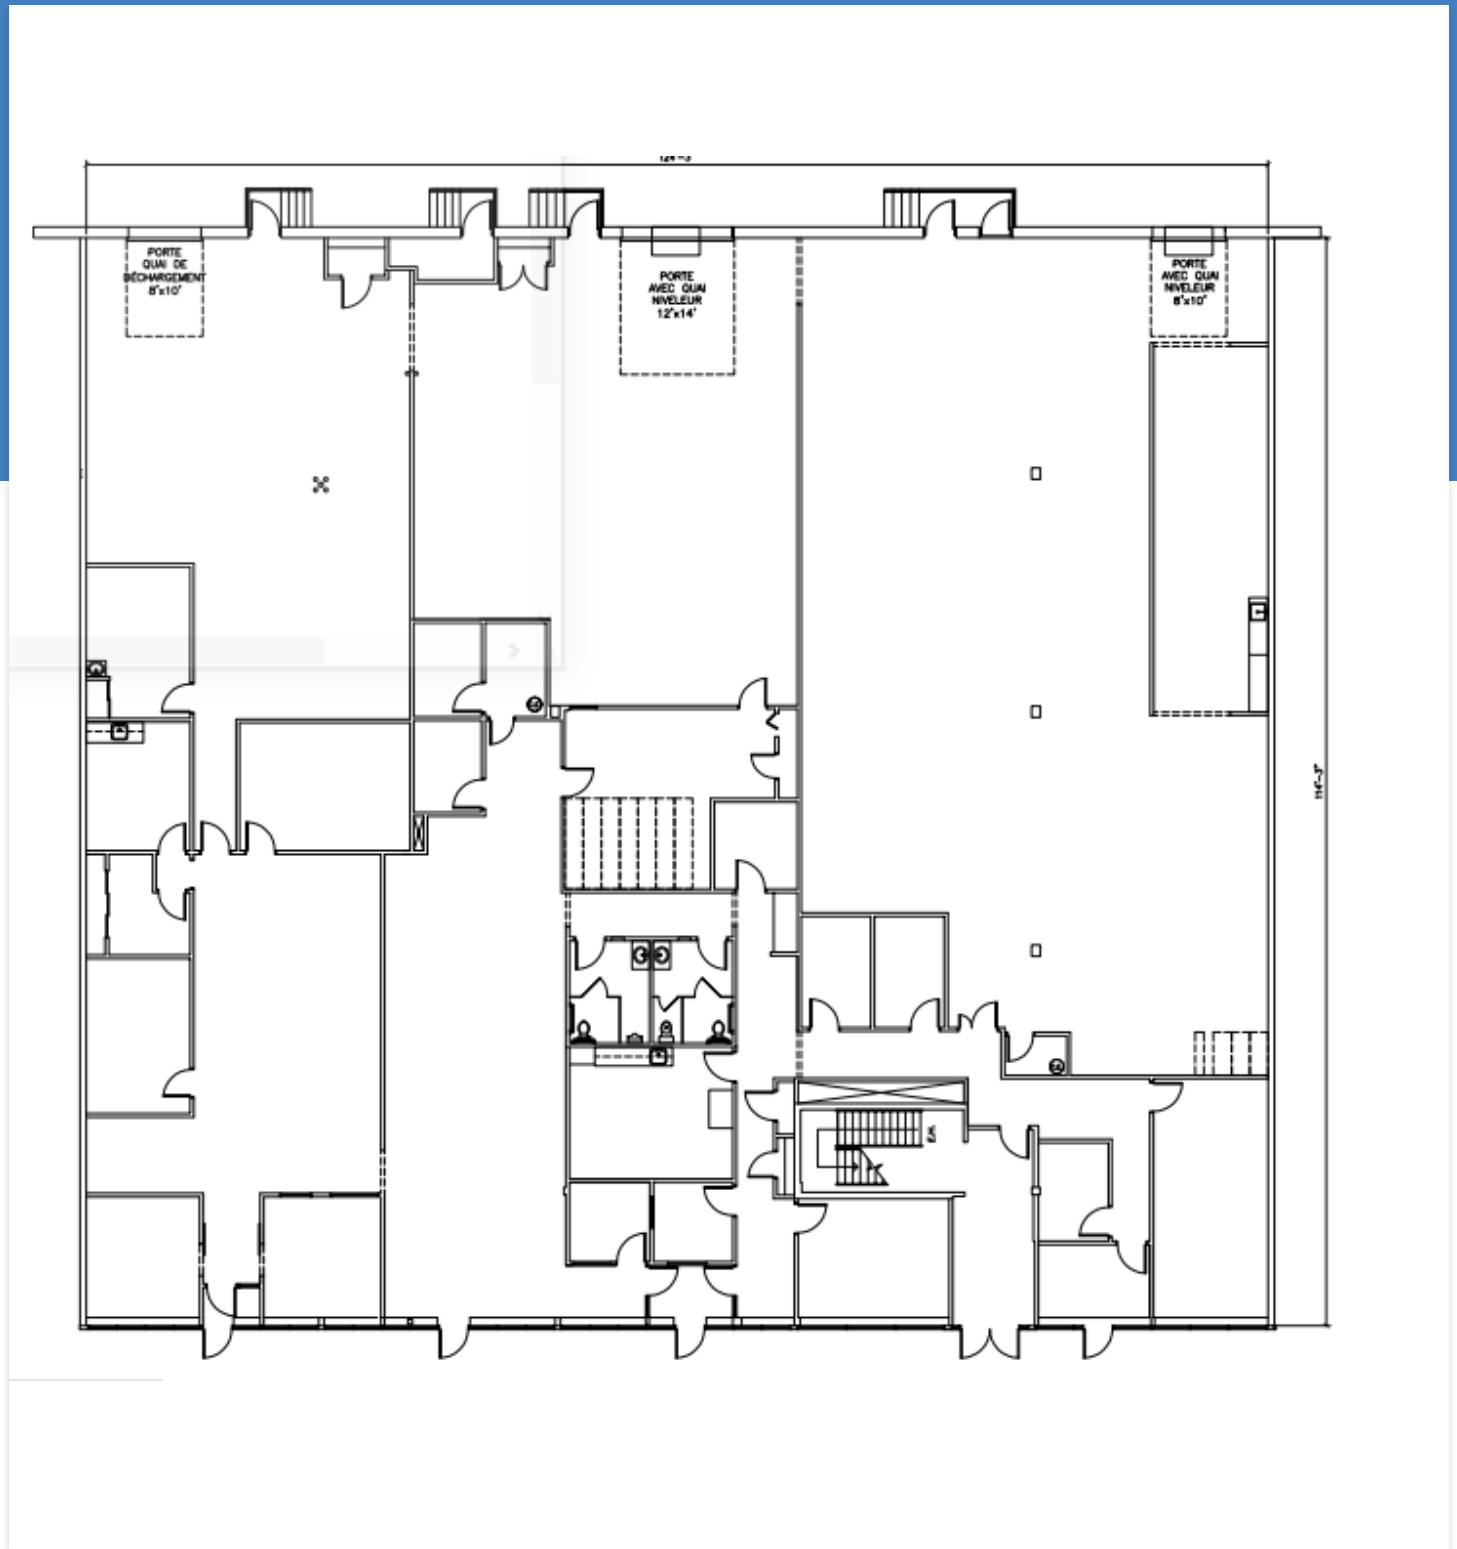 PORTE
QUAI DE
DÉCHARGEMENT
8'x10'
PORTE
AVEC QUAI
NIVELEUR
12'x14'
PORTE
AVEC QUAI
NIVELEUR
8'x10'
114'-3"